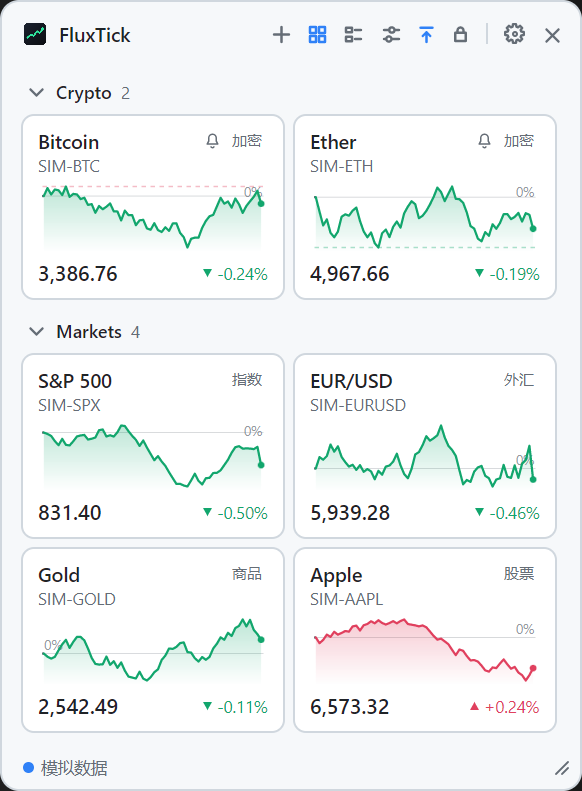 FluxTick
Crypto 2
Bitcoin 加密
SIM-BTC
0%
3,386.76 ▼ -0.24%
Ether 加密
SIM-ETH
0%
4,967.66 ▼ -0.19%
Markets 4
S&P 500 指数
SIM-SPX
0%
831.40 ▼ -0.50%
EUR/USD 外汇
SIM-EURUSD
0%
5,939.28 ▼ -0.46%
Gold 商品
SIM-GOLD
0%
2,542.49 ▼ -0.11%
Apple 股票
SIM-AAPL
0%
6,573.32 ▲ +0.24%
模拟数据